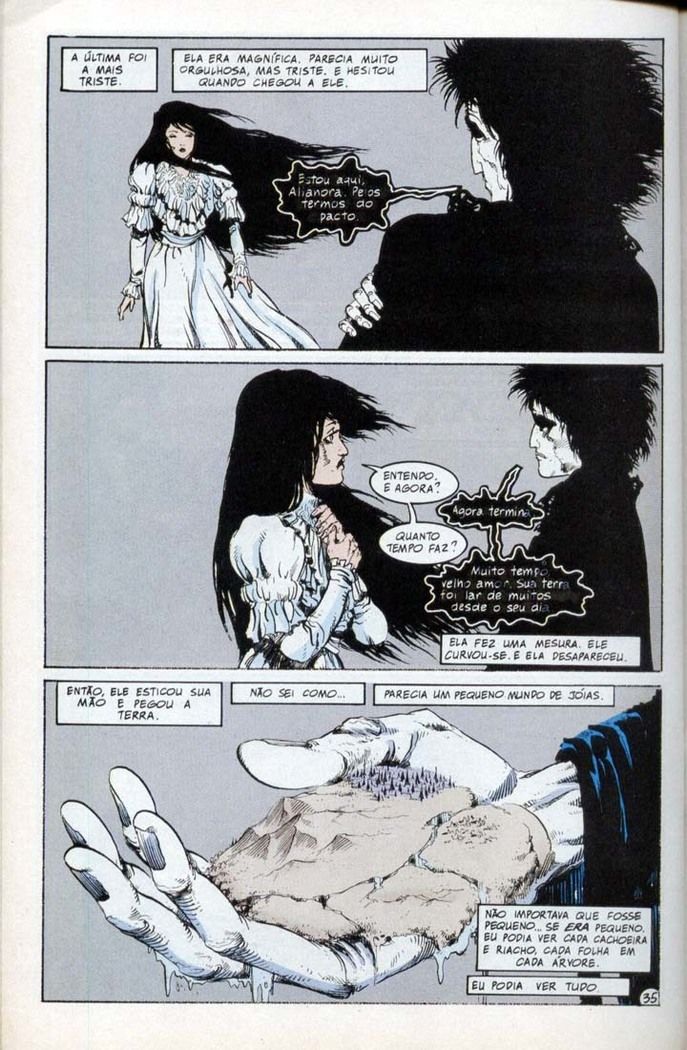 A ÚLTIMA FOI
A MAIS
TRISTE.
ELA ERA MAGNÍFICA. PARECIA MUITO
ORGULHOSA, MAS TRISTE. E HESITOU
QUANDO CHEGOU A ELE.
Estou aqui,
Alianora. Pelos
termos do
pacto.
ENTENDO.
E AGORA?
Agora termina.
QUANTO
TEMPO FAZ?
Muito tempo,
velho amor. Sua terra
foi lar de muitos
desde o seu dia.
ELA FEZ UMA MESURA. ELE
CURVOU-SE. E ELA DESAPARECEU.
ENTÃO, ELE ESTICOU SUA
MÃO E PEGOU A
TERRA.
NÃO SEI COMO...
PARECIA UM PEQUENO MUNDO DE JÓIAS.
NÃO IMPORTAVA QUE FOSSE
PEQUENO... SE ERA PEQUENO.
EU PODIA VER CADA CACHOEIRA
E RIACHO, CADA FOLHA EM
CADA ÁRVORE.
EU PODIA VER TUDO.
35